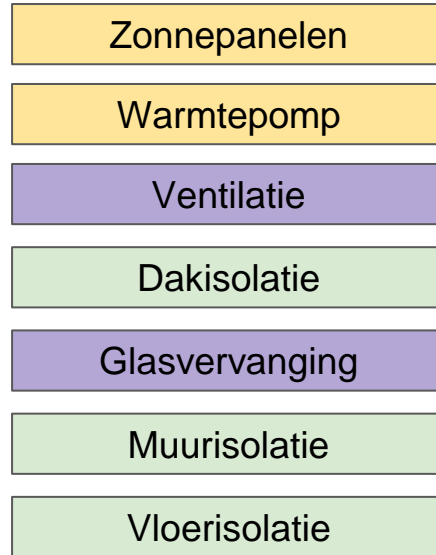 Zonnepanelen
Warmtepomp
Ventilatie
Dakisolatie
Glasvervanging
Muurisolatie
Vloerisolatie